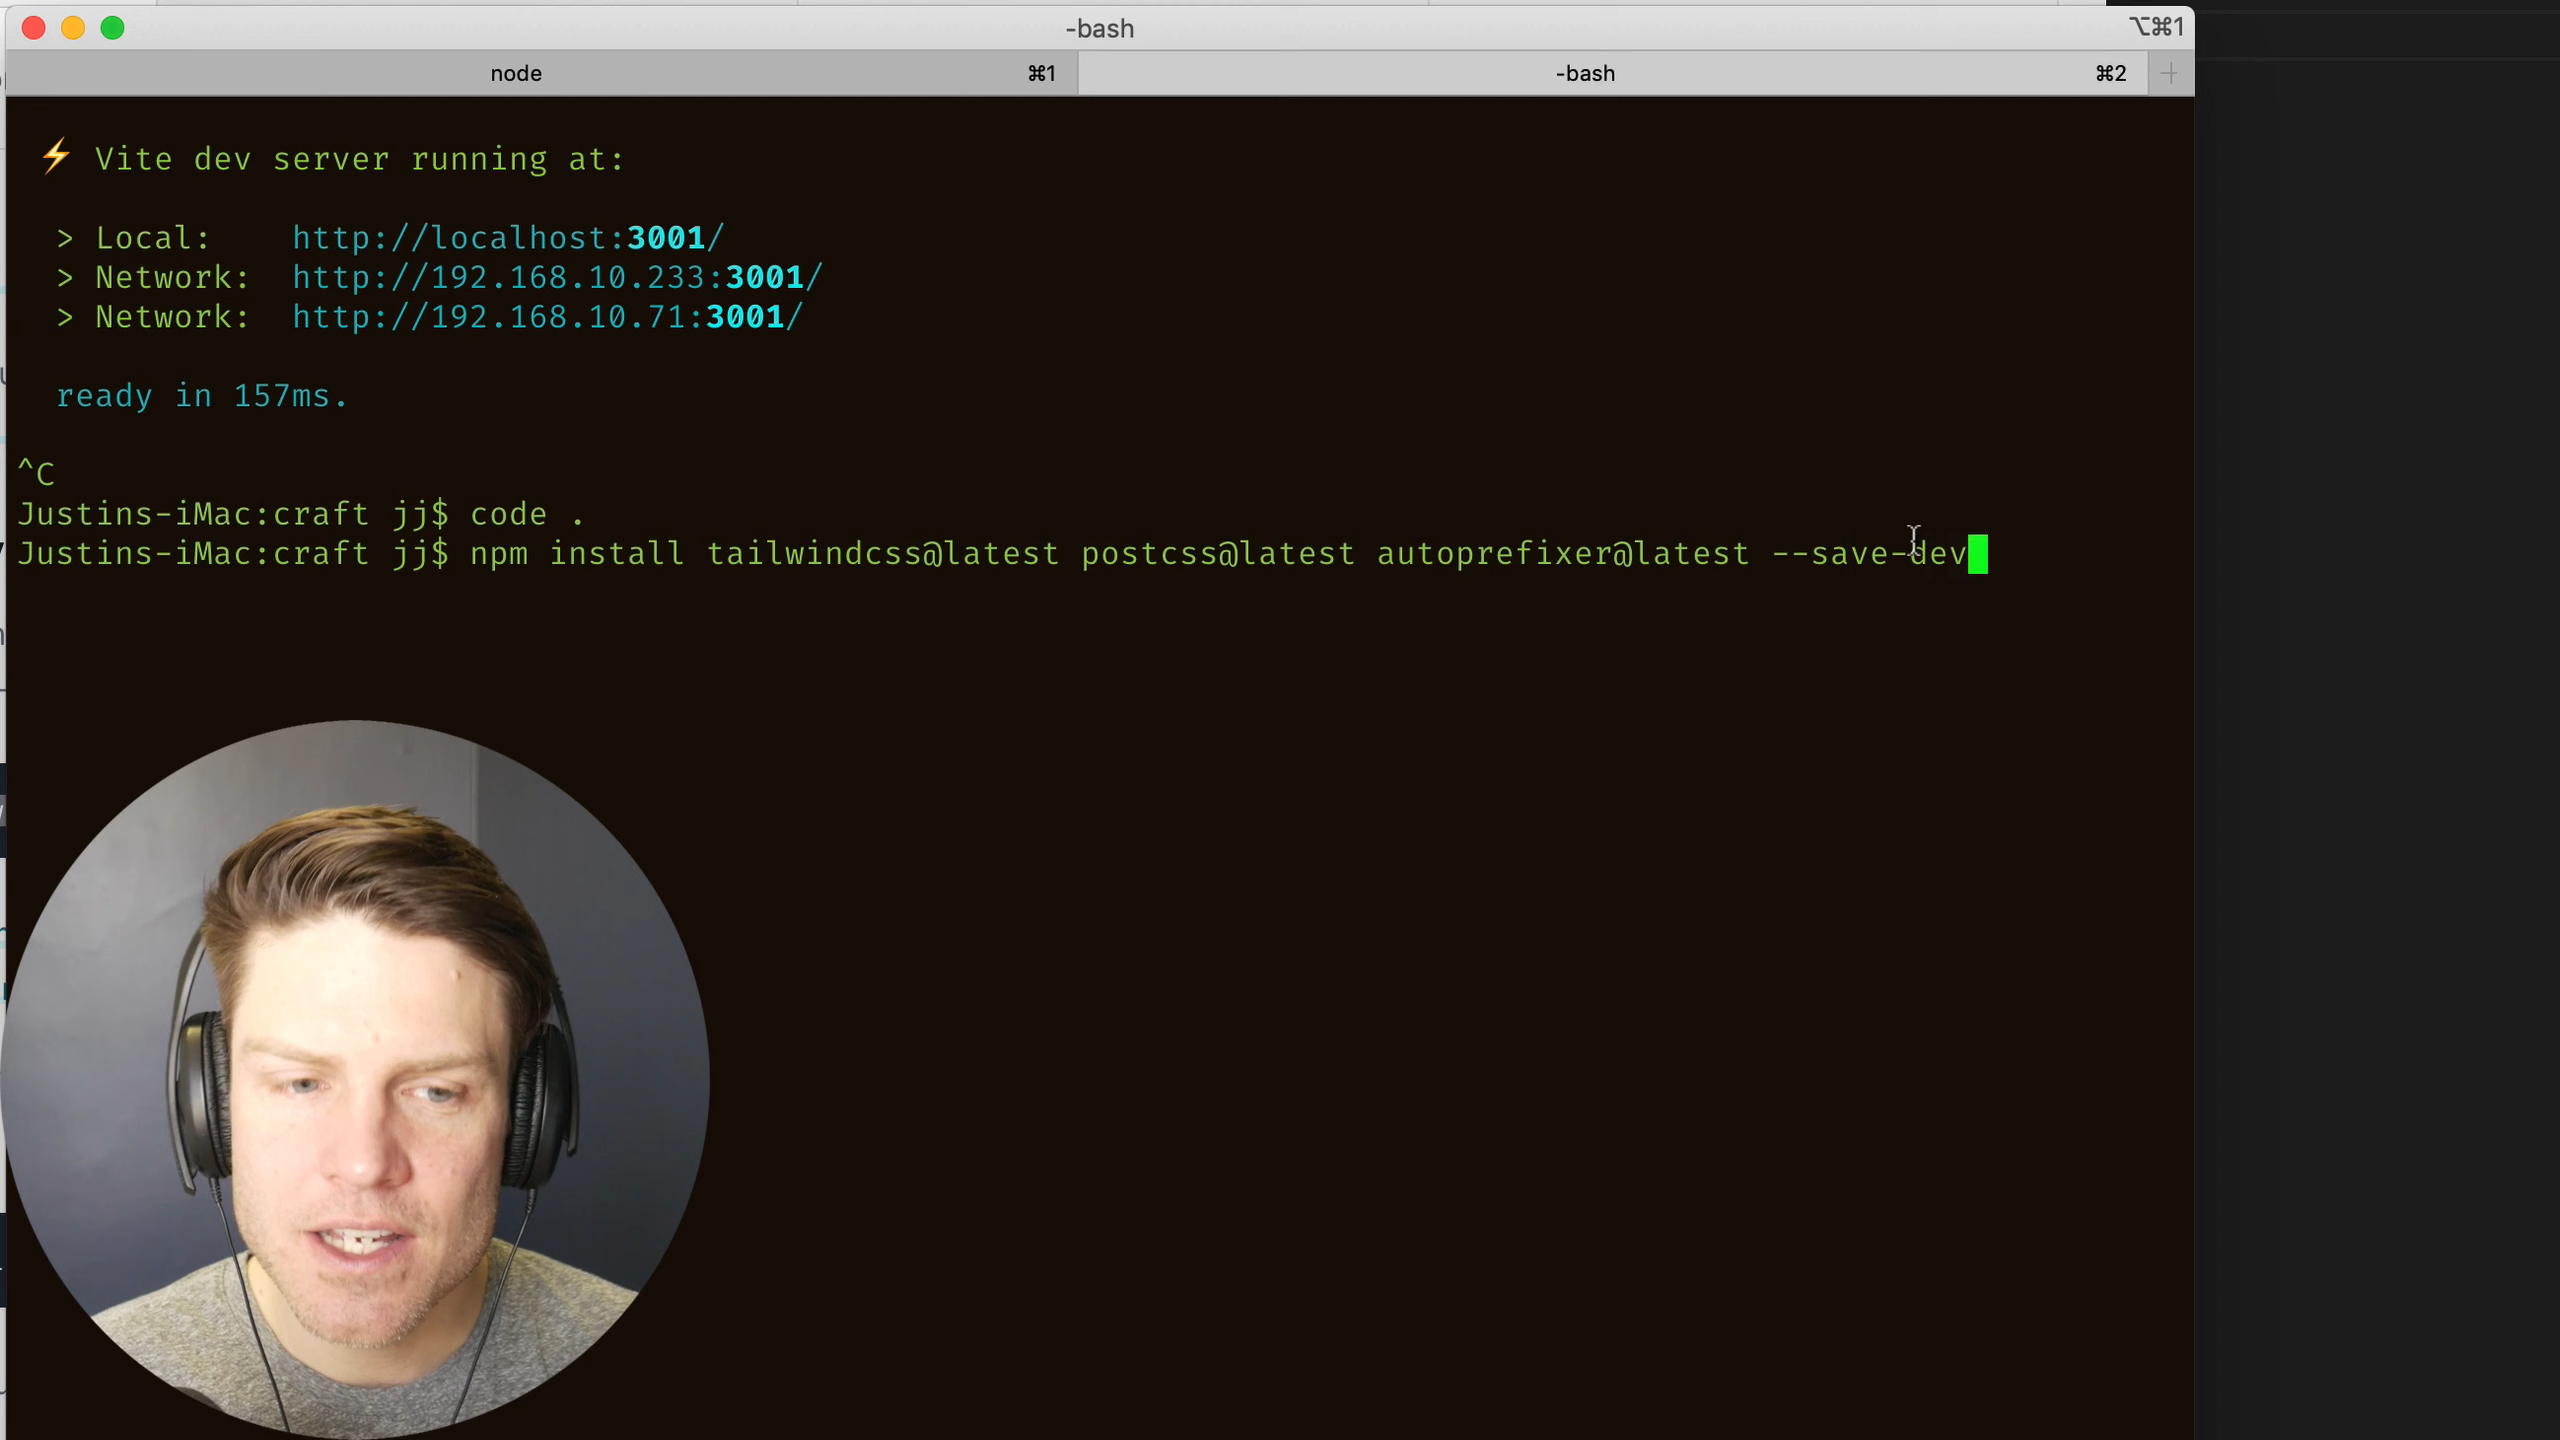 -bash
⌥⌘1
node ⌘1 -bash ⌘2 +
⚡ Vite dev server running at:
> Local: http://localhost:3001/
> Network: http://192.168.10.233:3001/
> Network: http://192.168.10.71:3001/
ready in 157ms.
^C
Justins-iMac:craft jj$ code .
Justins-iMac:craft jj$ npm install tailwindcss@latest postcss@latest autoprefixer@latest --save-dev